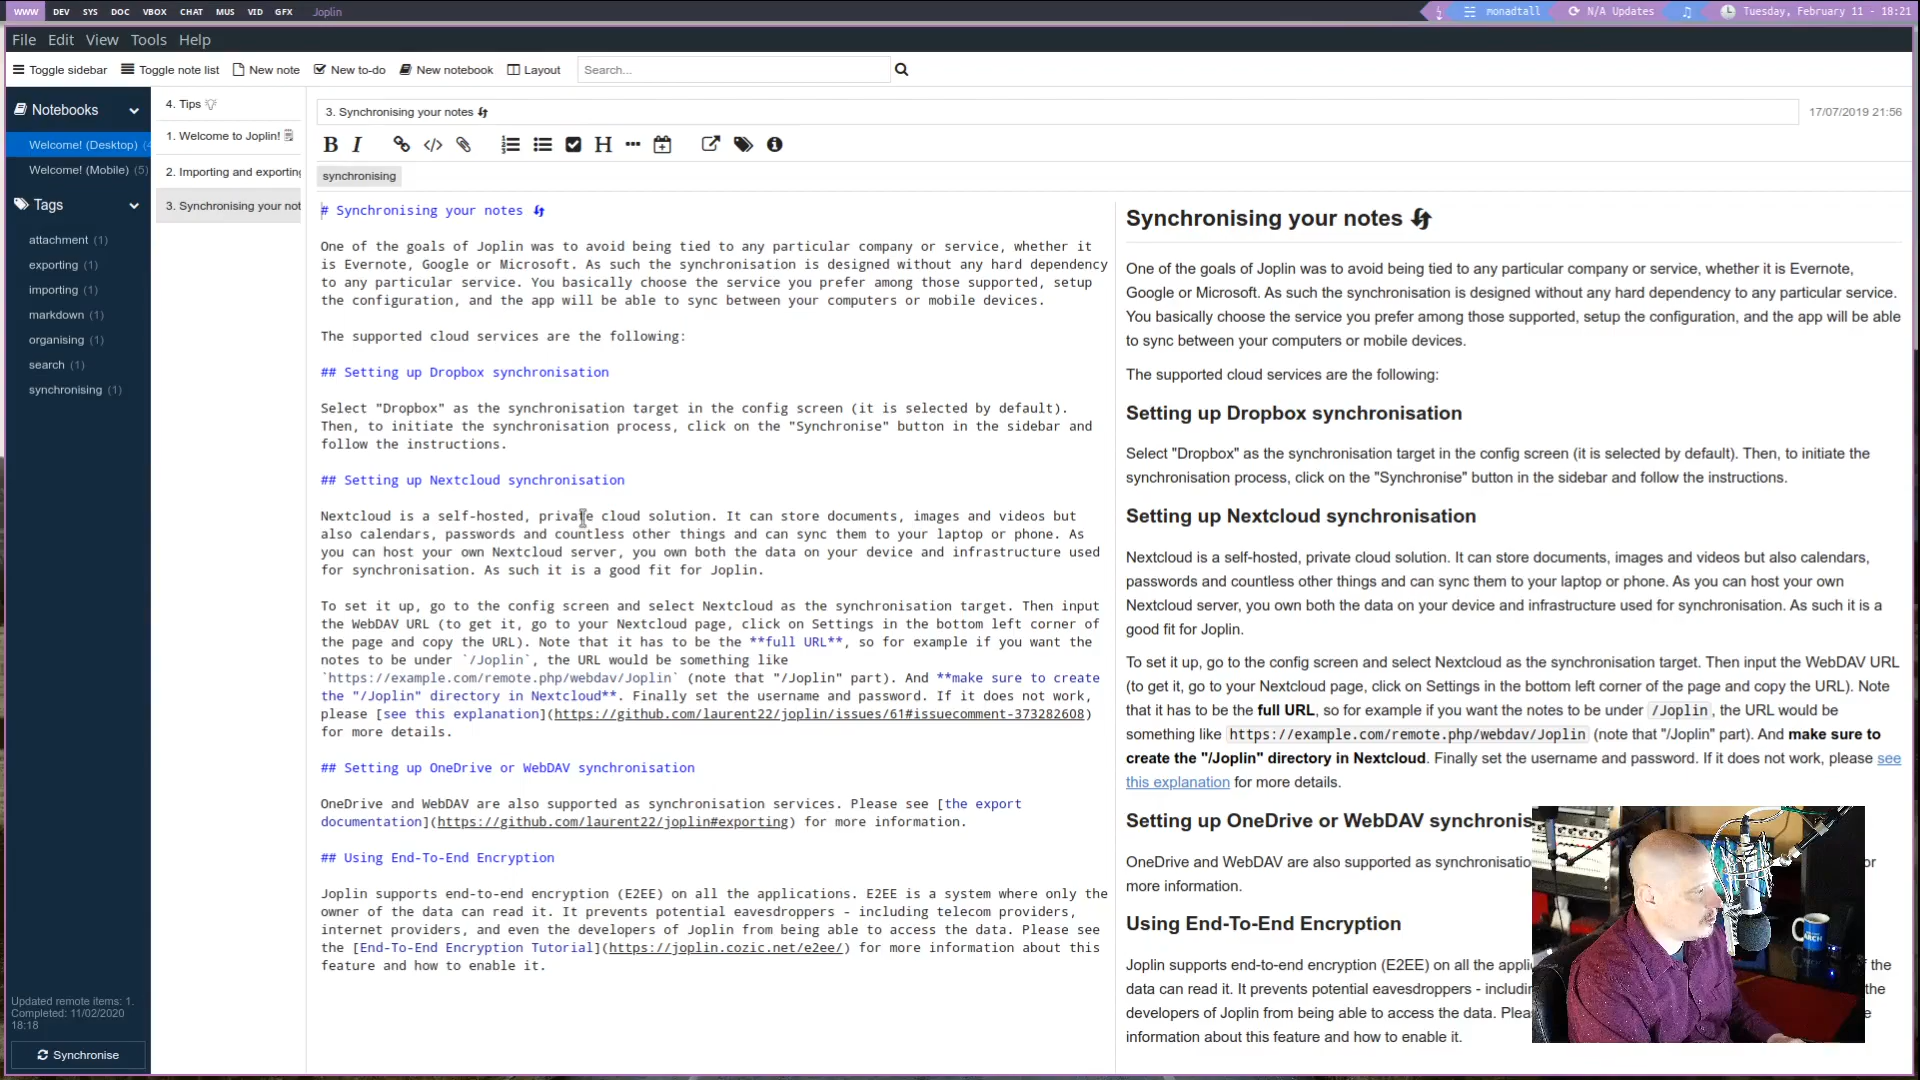 WWW DEV SYS DOC VBOX CHAT MUS VID GFX Joplin
monadtall N/A Updates Tuesday, February 11 - 18:21
File Edit View Tools Help
Toggle sidebar Toggle note list New note New to-do New notebook Layout Search...
Notebooks
Welcome! (Desktop) (4
Welcome! (Mobile) (5)
Tags
attachment (1)
exporting (1)
importing (1)
markdown (1)
organising (1)
search (1)
synchronising (1)
Updated remote items: 1.
Completed: 11/02/2020
18:18
Synchronise
4. Tips
1. Welcome to Joplin!
2. Importing and exporting
3. Synchronising your not
3. Synchronising your notes
17/07/2019 21:56
B I H
synchronising
# Synchronising your notes
One of the goals of Joplin was to avoid being tied to any particular company or service, whether it
is Evernote, Google or Microsoft. As such the synchronisation is designed without any hard dependency
to any particular service. You basically choose the service you prefer among those supported, setup
the configuration, and the app will be able to sync between your computers or mobile devices.
The supported cloud services are the following:
## Setting up Dropbox synchronisation
Select "Dropbox" as the synchronisation target in the config screen (it is selected by default).
Then, to initiate the synchronisation process, click on the "Synchronise" button in the sidebar and
follow the instructions.
## Setting up Nextcloud synchronisation
Nextcloud is a self-hosted, private cloud solution. It can store documents, images and videos but
also calendars, passwords and countless other things and can sync them to your laptop or phone. As
you can host your own Nextcloud server, you own both the data on your device and infrastructure used
for synchronisation. As such it is a good fit for Joplin.
To set it up, go to the config screen and select Nextcloud as the synchronisation target. Then input
the WebDAV URL (to get it, go to your Nextcloud page, click on Settings in the bottom left corner of
the page and copy the URL). Note that it has to be the **full URL**, so for example if you want the
notes to be under `/Joplin`, the URL would be something like
`https://example.com/remote.php/webdav/Joplin` (note that "/Joplin" part). And **make sure to create
the "/Joplin" directory in Nextcloud**. Finally set the username and password. If it does not work,
please [see this explanation](https://github.com/laurent22/joplin/issues/61#issuecomment-373282608)
for more details.
## Setting up OneDrive or WebDAV synchronisation
OneDrive and WebDAV are also supported as synchronisation services. Please see [the export
documentation](https://github.com/laurent22/joplin#exporting) for more information.
## Using End-To-End Encryption
Joplin supports end-to-end encryption (E2EE) on all the applications. E2EE is a system where only the
owner of the data can read it. It prevents potential eavesdroppers - including telecom providers,
internet providers, and even the developers of Joplin from being able to access the data. Please see
the [End-To-End Encryption Tutorial](https://joplin.cozic.net/e2ee/) for more information about this
feature and how to enable it.
Synchronising your notes
One of the goals of Joplin was to avoid being tied to any particular company or service, whether it is Evernote,
Google or Microsoft. As such the synchronisation is designed without any hard dependency to any particular service.
You basically choose the service you prefer among those supported, setup the configuration, and the app will be able
to sync between your computers or mobile devices.
The supported cloud services are the following:
Setting up Dropbox synchronisation
Select "Dropbox" as the synchronisation target in the config screen (it is selected by default). Then, to initiate the
synchronisation process, click on the "Synchronise" button in the sidebar and follow the instructions.
Setting up Nextcloud synchronisation
Nextcloud is a self-hosted, private cloud solution. It can store documents, images and videos but also calendars,
passwords and countless other things and can sync them to your laptop or phone. As you can host your own
Nextcloud server, you own both the data on your device and infrastructure used for synchronisation. As such it is a
good fit for Joplin.
To set it up, go to the config screen and select Nextcloud as the synchronisation target. Then input the WebDAV URL
(to get it, go to your Nextcloud page, click on Settings in the bottom left corner of the page and copy the URL). Note
that it has to be the full URL, so for example if you want the notes to be under /Joplin, the URL would be
something like https://example.com/remote.php/webdav/Joplin (note that "/Joplin" part). And make sure to
create the "/Joplin" directory in Nextcloud. Finally set the username and password. If it does not work, please see
this explanation for more details.
Setting up OneDrive or WebDAV synchronis
OneDrive and WebDAV are also supported as synchronisatio or
more information.
Using End-To-End Encryption
Joplin supports end-to-end encryption (E2EE) on all the appli f the
data can read it. It prevents potential eavesdroppers - includin the
developers of Joplin from being able to access the data. Plea e
information about this feature and how to enable it.
ARCH